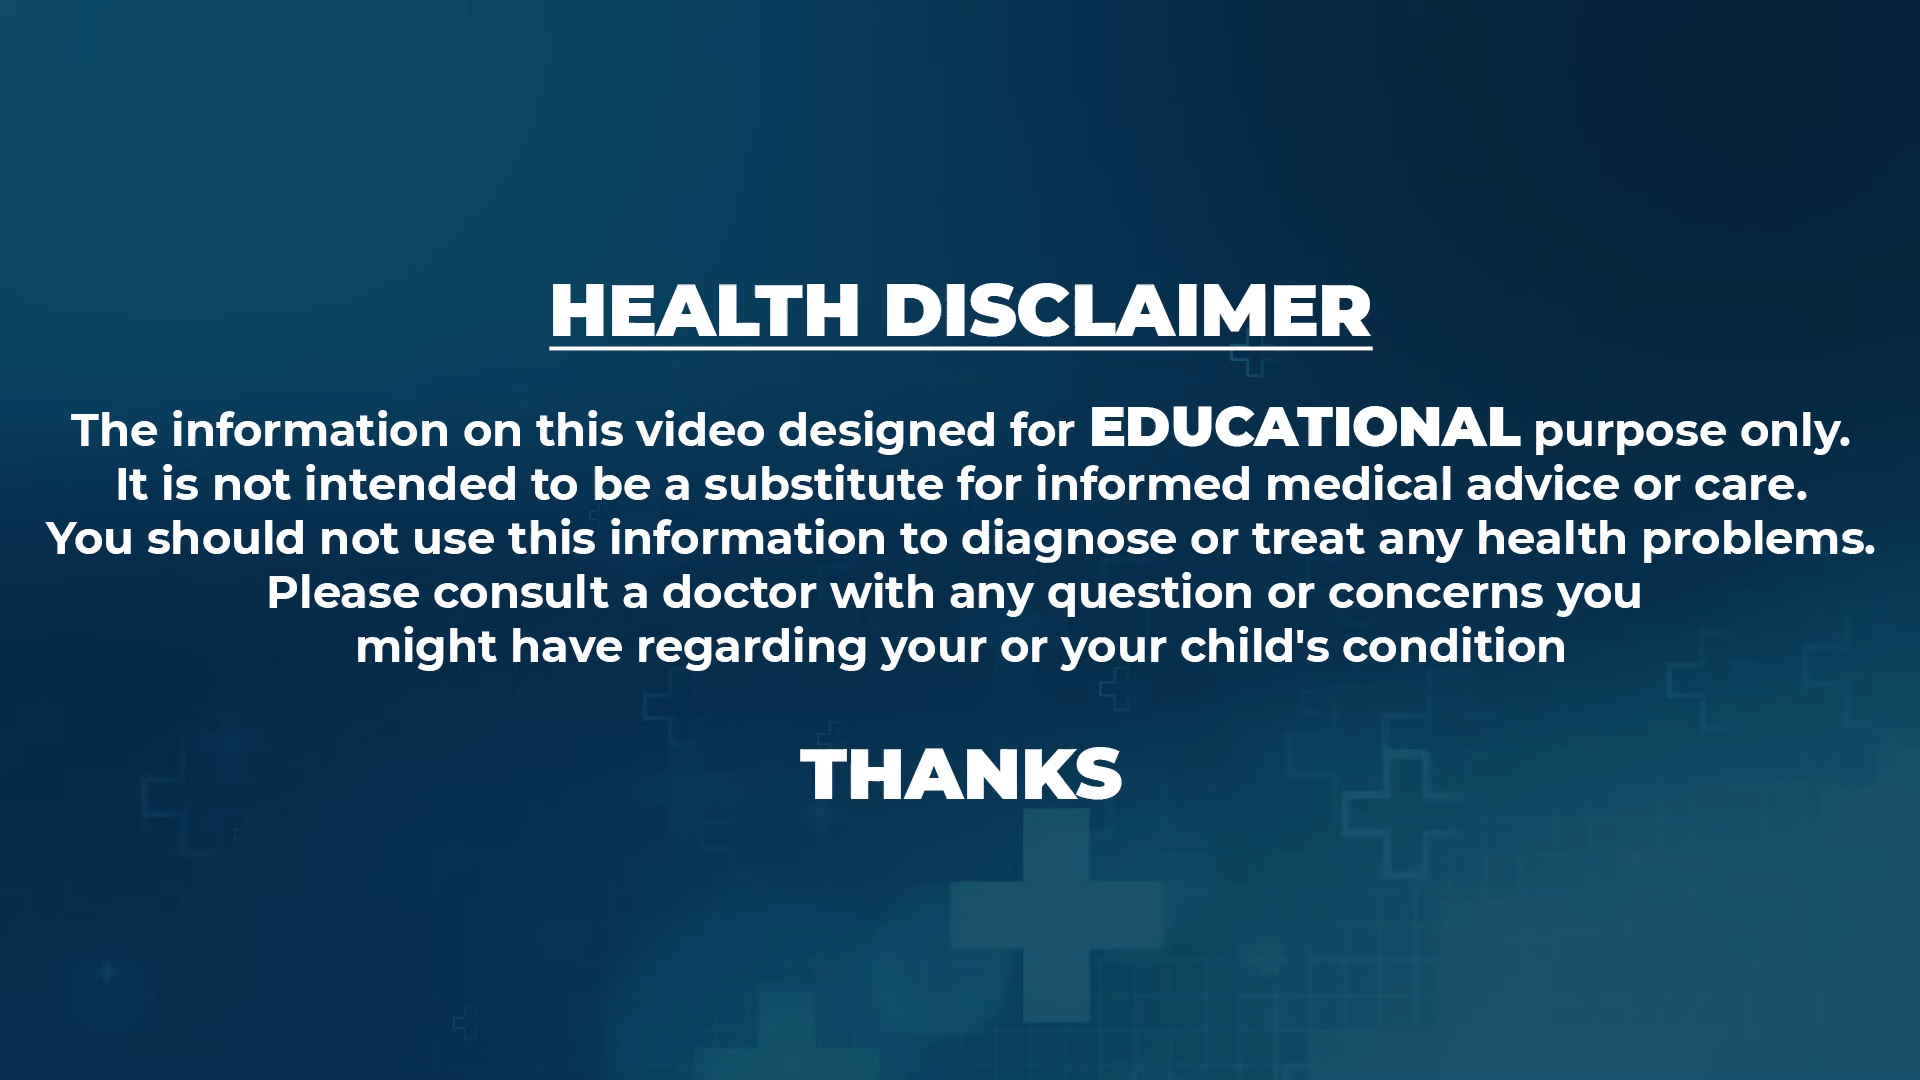 HEALTH DISCLAIMER
The information on this video designed for EDUCATIONAL purpose only.
It is not intended to be a substitute for informed medical advice or care.
You should not use this information to diagnose or treat any health problems.
Please consult a doctor with any question or concerns you
might have regarding your or your child's condition
THANKS